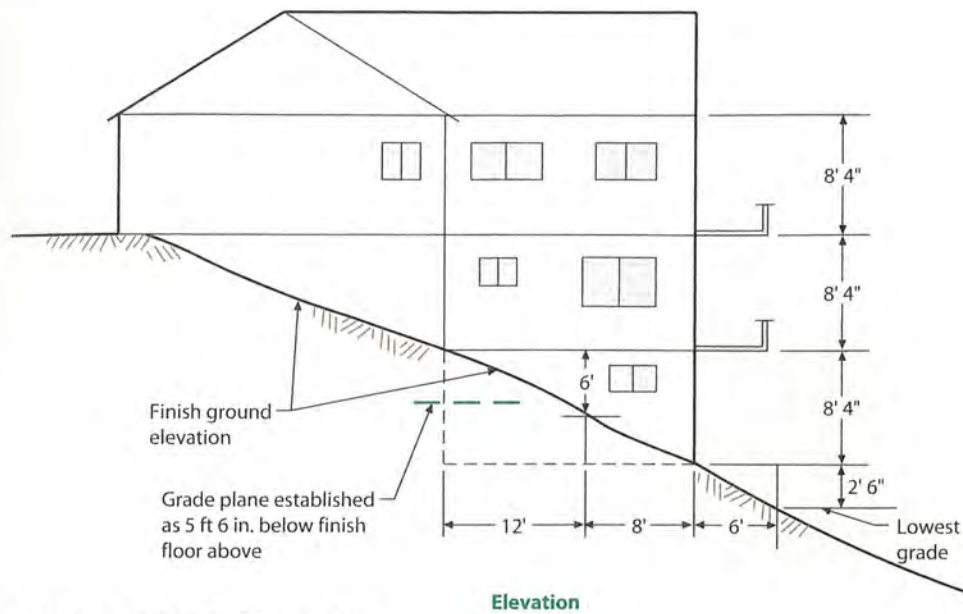 8' 4"
8' 4"
6'
8' 4"
Finish ground
elevation
Grade plane established
as 5 ft 6 in. below finish
floor above
2' 6"
12'
8'
6'
Lowest
grade
Elevation